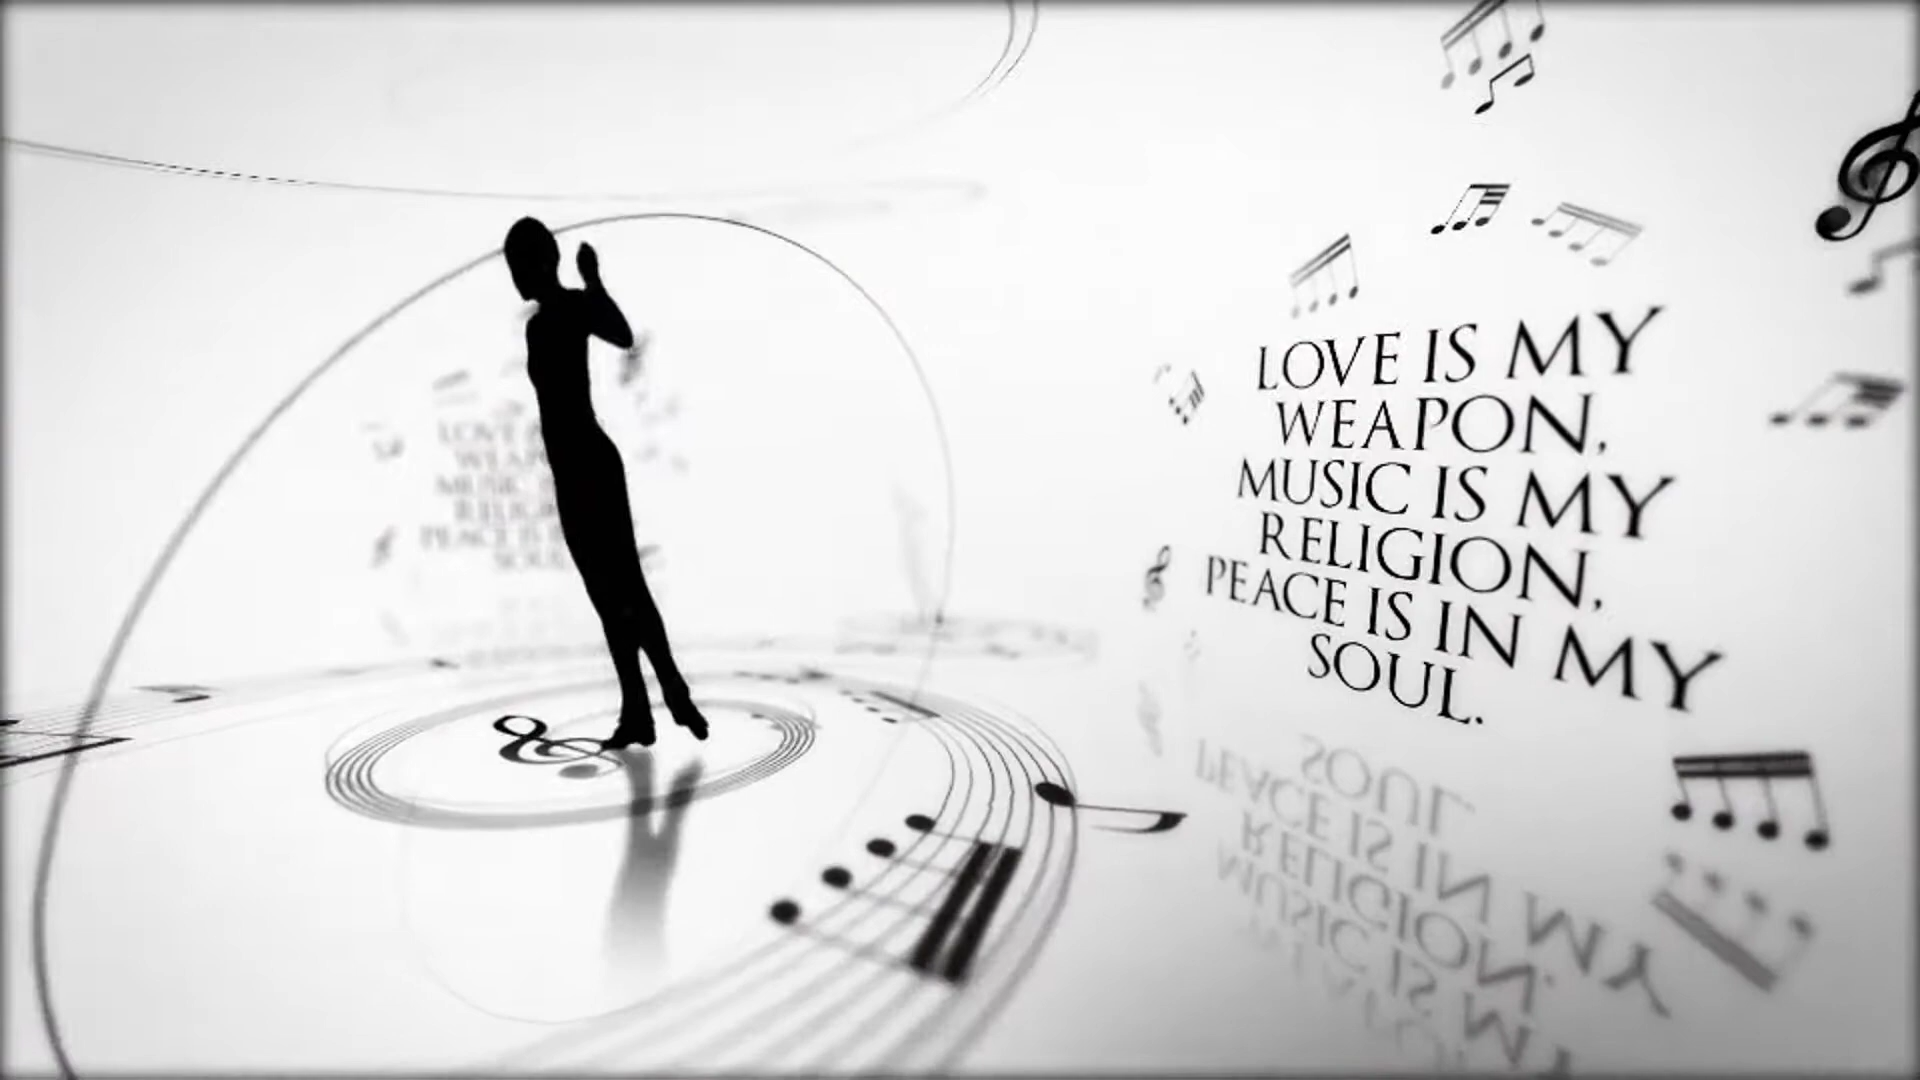 LOVE IS MY
WEAPON,
MUSIC IS MY
RELIGION,
PEACE IS IN MY
SOUL.